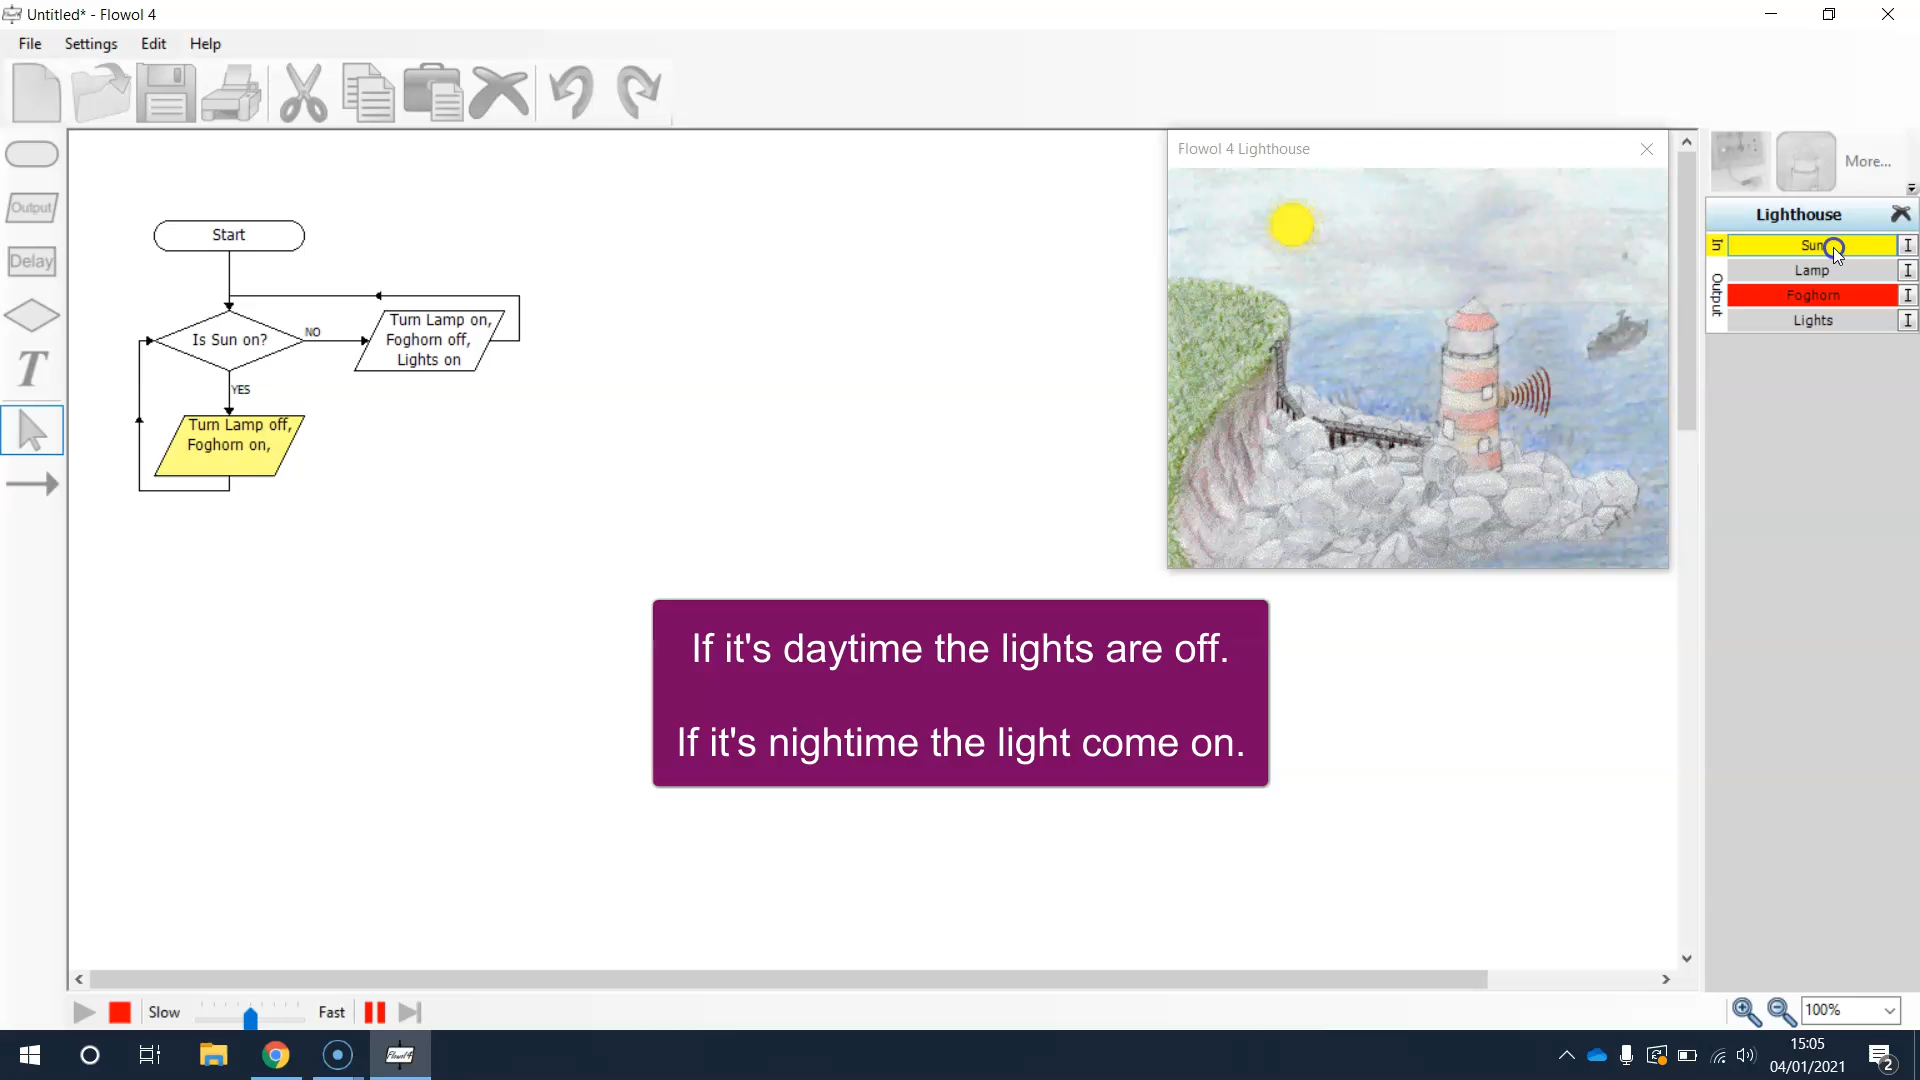 Untitled* - Flowol 4
File Settings Edit Help
Output
Delay
T
Start
Is Sun on?
NO
YES
Turn Lamp on,
Foghorn off,
Lights on
Turn Lamp off,
Foghorn on,
Flowol 4 Lighthouse
More...
Lighthouse
In
Sun
Output
Lamp
Foghorn
Lights
I
I
I
I
If it's daytime the lights are off.
If it's nightime the light come on.
Slow
Fast
100%
Flowol4
15:05
04/01/2021
2